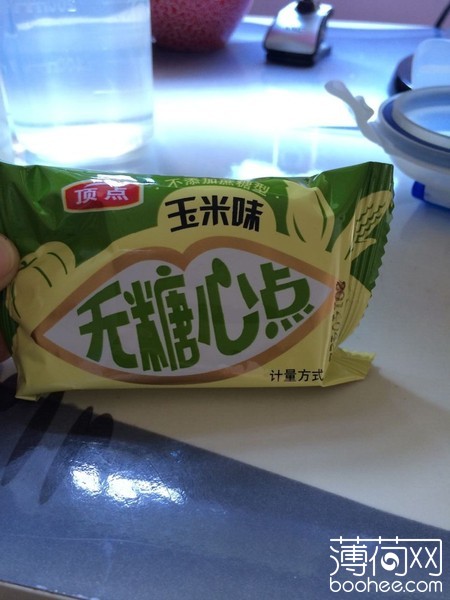 不添加蔗糖型
顶点
玉米味
无糖心点
计量方式
薄荷网
boohee.com